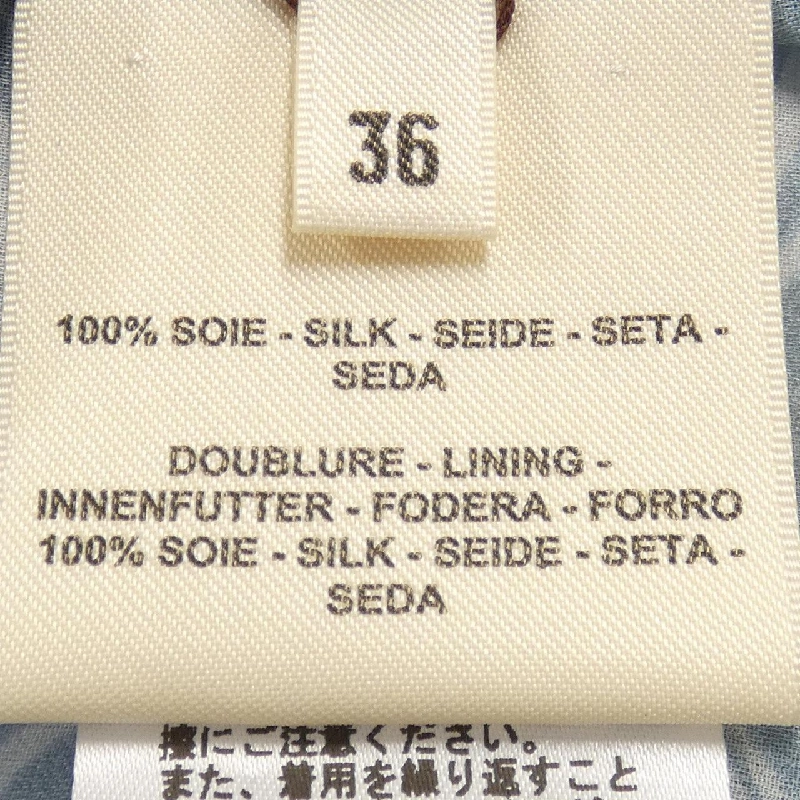 36
100% SOIE - SILK - SEIDE - SETA -
SEDA
DOUBLURE - LINING -
INNENFUTTER - FODERA - FORRO
100% SOIE - SILK - SEIDE - SETA -
SEDA
擦にご注意ください。
また、着用を繰り返すこと